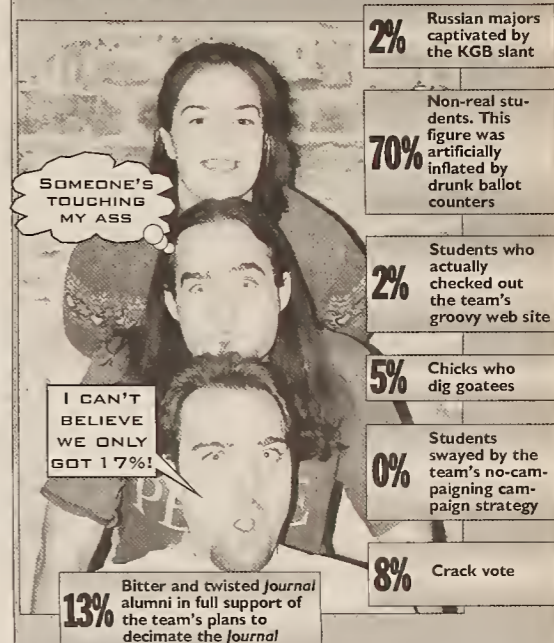 2%
Russian majors
captivated by
the KGB slant
70%
Non-real stu-
dents. This
figure was
artificially
inflated by
drunk ballot
counters
SOMEONE'S
TOUCHING
MY ASS
2%
Students who
actually
checked out
the team's
groovy web site
5%
Chicks who
dig goatees
I CAN'T
BELIEVE
WE ONLY
GOT 17%!
0%
Students
swayed by the
team's no-cam-
paigning cam-
paign strategy
8%
Crack vote
13%
Bitter and twisted Journal
alumni in full support of
the team's plans to
decimate the Journal